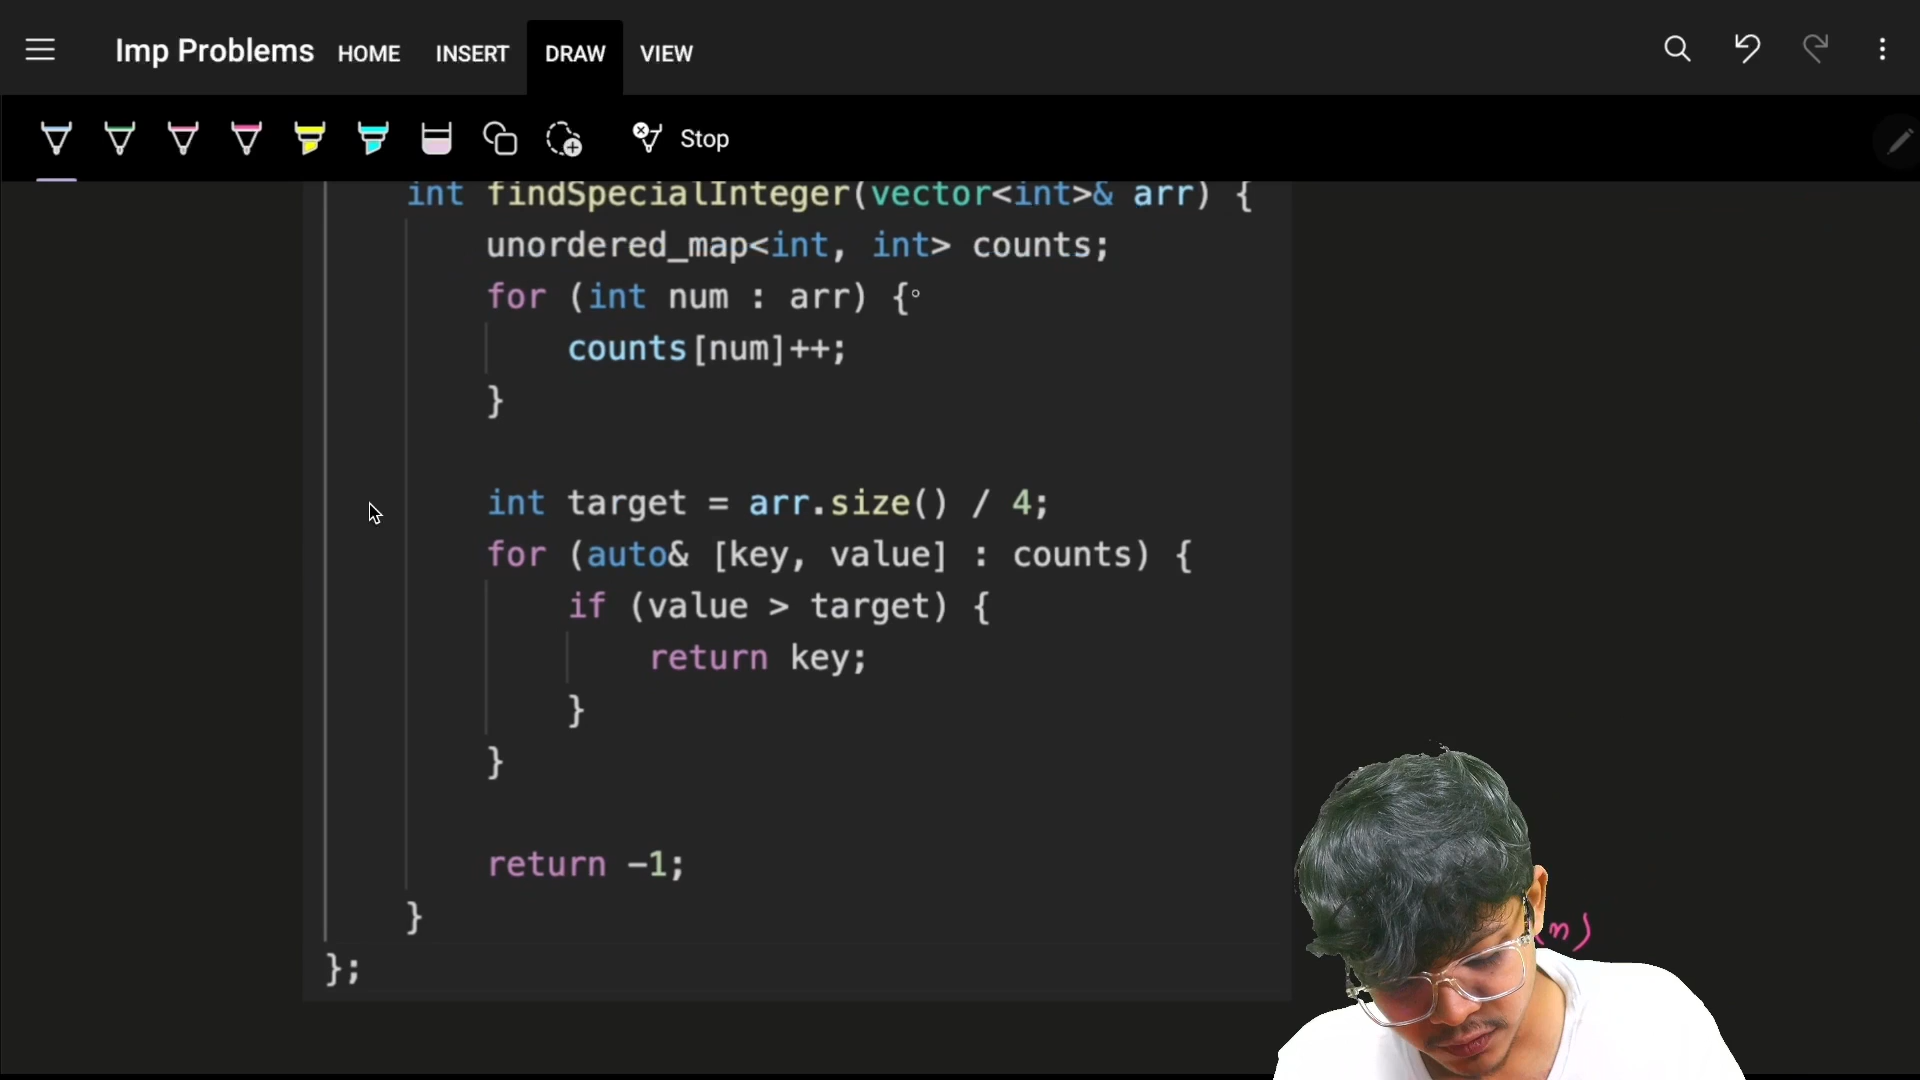 Imp Problems HOME INSERT DRAW VIEW
Stop
int findSpecialInteger(vector<int>& arr) {
unordered_map<int, int> counts;
for (int num : arr) {
counts[num]++;
}
int target = arr.size() / 4;
for (auto& [key, value] : counts) {
if (value > target) {
return key;
}
}
return -1;
}
};
(n)